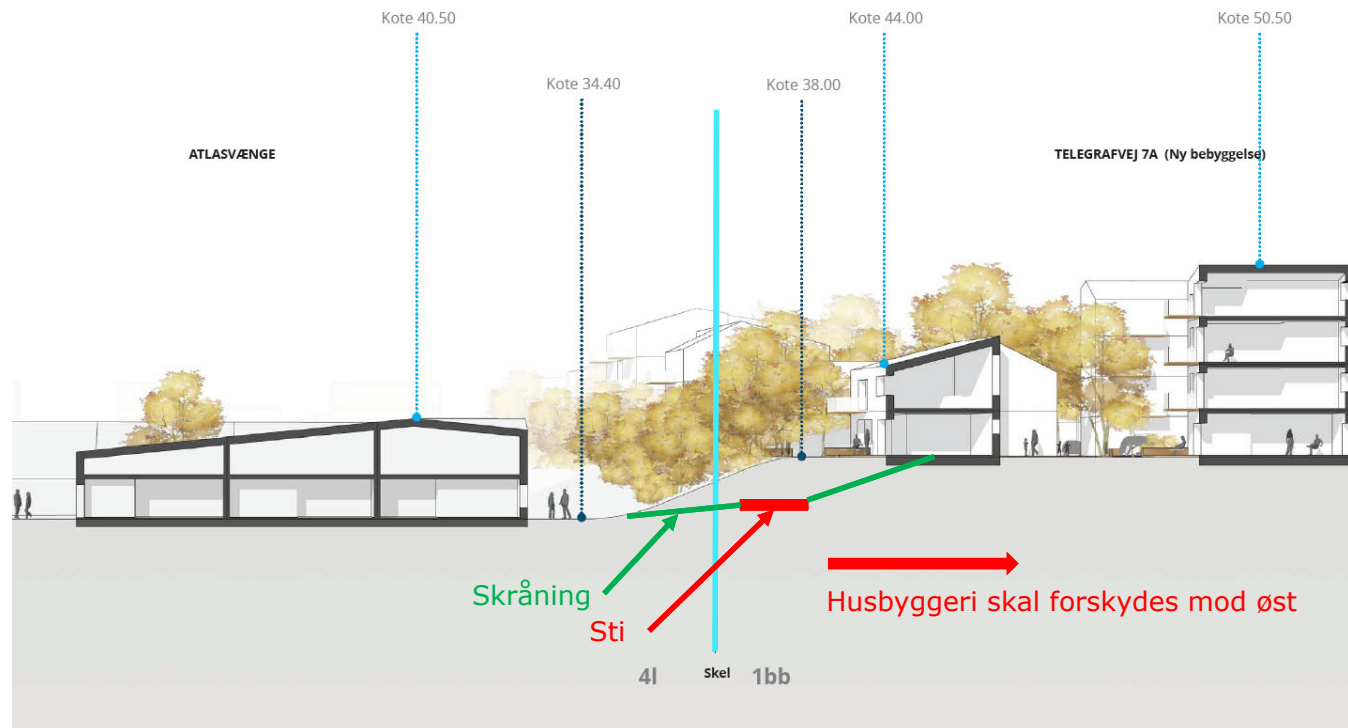 Kote 40.50
Kote 44.00
Kote 50.50
Kote 34.40
Kote 38.00
ATLASVÆNGE
TELEGRAFVEJ 7A (Ny bebyggelse)
Skråning
Husbyggeri skal forskydes mod øst
Sti
4l
Skel
1bb